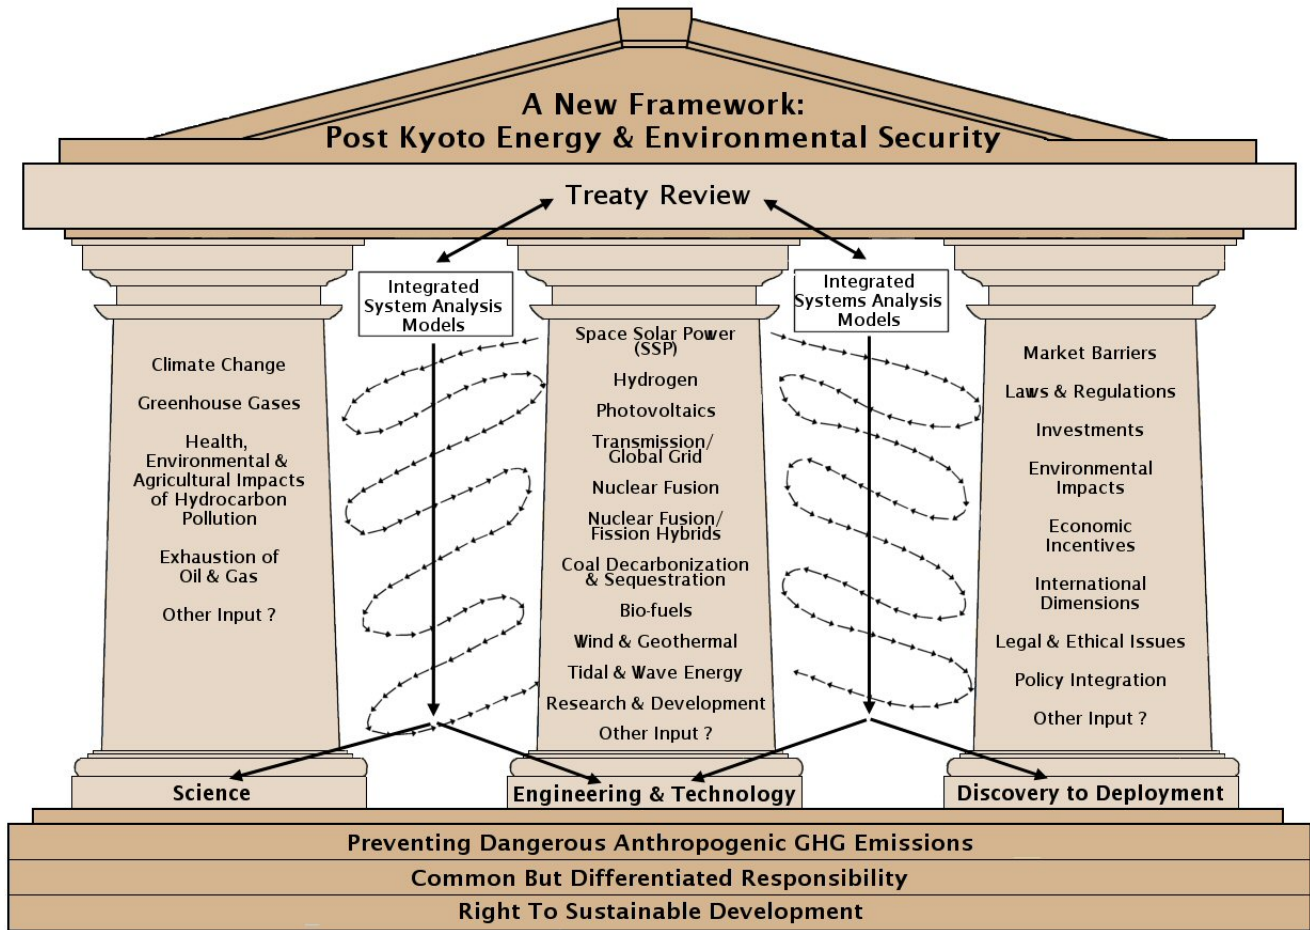 A New Framework:
Post Kyoto Energy & Environmental Security
Treaty Review
Integrated
System Analysis
Models
Integrated
Systems Analysis
Models
Climate Change
Greenhouse Gases
Health,
Environmental &
Agricultural Impacts
of Hydrocarbon
Pollution
Exhaustion of
Oil & Gas
Other Input ?
Space Solar Power
(SSP)
Hydrogen
Photovoltaics
Transmission/
Global Grid
Nuclear Fusion
Nuclear Fusion/
Fission Hybrids
Coal Decarbonization
& Sequestration
Bio-fuels
Wind & Geothermal
Tidal & Wave Energy
Research & Development
Other Input ?
Market Barriers
Laws & Regulations
Investments
Environmental
Impacts
Economic
Incentives
International
Dimensions
Legal & Ethical Issues
Policy Integration
Other Input ?
Science
Engineering & Technology
Discovery to Deployment
Preventing Dangerous Anthropogenic GHG Emissions
Common But Differentiated Responsibility
Right To Sustainable Development